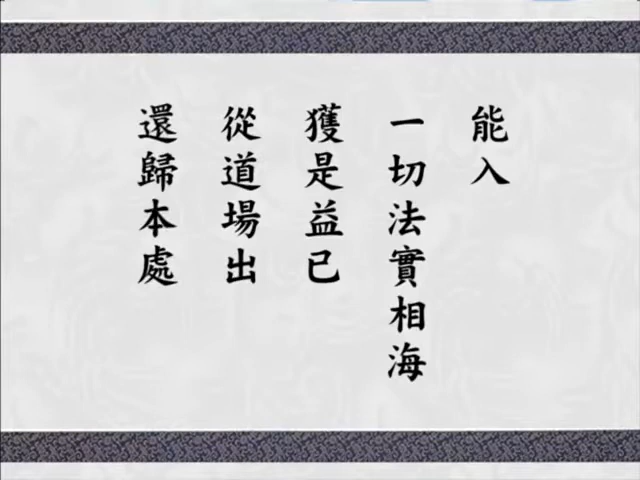 能入
一切法實相海
獲是益已
從道場出
還歸本處